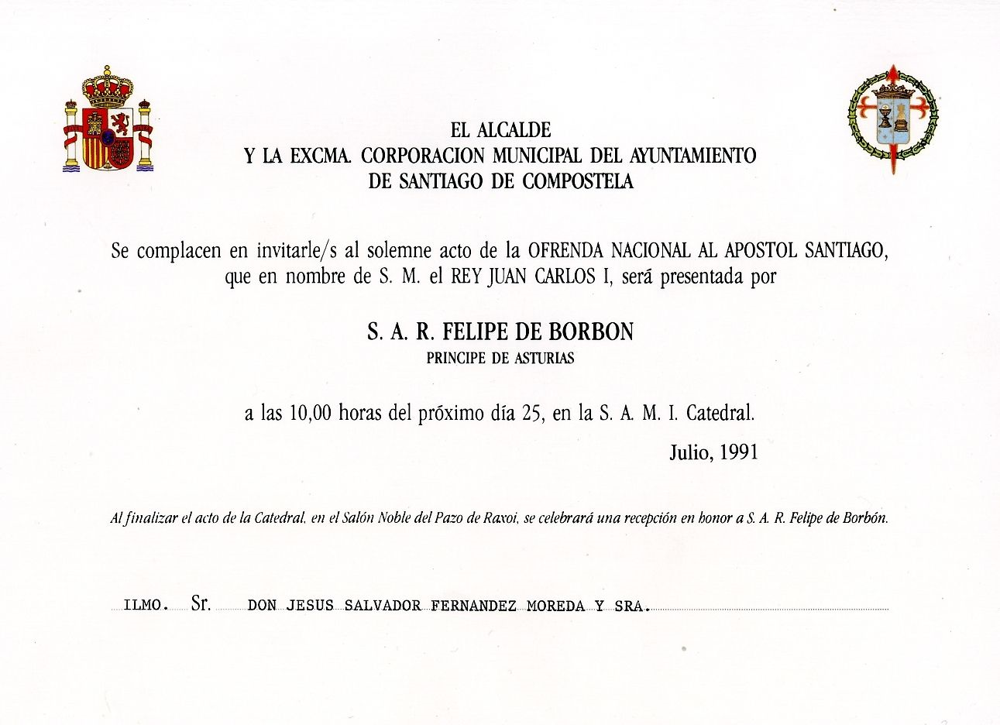 EL ALCALDE
Y LA EXCMA. CORPORACION MUNICIPAL DEL AYUNTAMIENTO
DE SANTIAGO DE COMPOSTELA
Se complacen en invitarle/s al solemne acto de la OFRENDA NACIONAL AL APOSTOL SANTIAGO,
que en nombre de S. M. el REY JUAN CARLOS I, será presentada por
S. A. R. FELIPE DE BORBON
PRINCIPE DE ASTURIAS
a las 10,00 horas del próximo día 25, en la S. A. M. I. Catedral.
Julio, 1991
Al finalizar el acto de la Catedral, en el Salón Noble del Pazo de Raxoi, se celebrará una recepción en honor a S. A. R. Felipe de Borbón.
ILMO. Sr. DON JESUS SALVADOR FERNANDEZ MOREDA Y SRA.